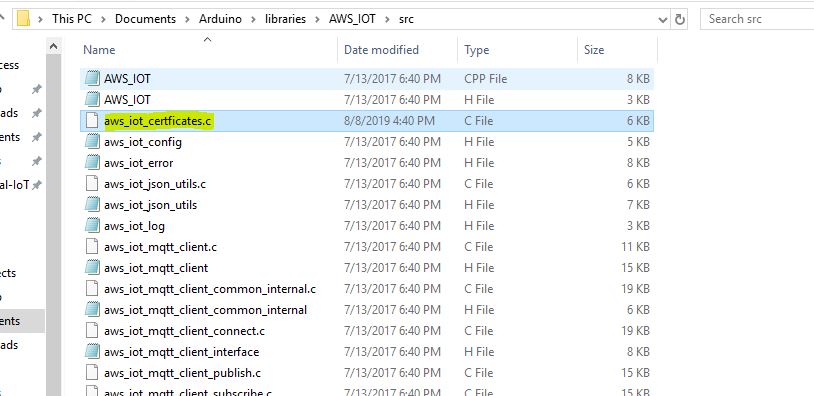 This PC > Documents > Arduino > libraries > AWS_IOT > src
Search src
Name Date modified Type Size
AWS_IOT 7/13/2017 6:40 PM CPP File 8 KB
AWS_IOT 7/13/2017 6:40 PM H File 3 KB
aws_iot_certficates.c 8/8/2019 4:40 PM C File 6 KB
aws_iot_config 7/13/2017 6:40 PM H File 5 KB
aws_iot_error 7/13/2017 6:40 PM H File 8 KB
aws_iot_json_utils.c 7/13/2017 6:40 PM C File 6 KB
aws_iot_json_utils 7/13/2017 6:40 PM H File 7 KB
aws_iot_log 7/13/2017 6:40 PM H File 3 KB
aws_iot_mqtt_client.c 7/13/2017 6:40 PM C File 11 KB
aws_iot_mqtt_client 7/13/2017 6:40 PM H File 15 KB
aws_iot_mqtt_client_common_internal.c 7/13/2017 6:40 PM C File 19 KB
aws_iot_mqtt_client_common_internal 7/13/2017 6:40 PM H File 6 KB
aws_iot_mqtt_client_connect.c 7/13/2017 6:40 PM C File 19 KB
aws_iot_mqtt_client_interface 7/13/2017 6:40 PM H File 8 KB
aws_iot_mqtt_client_publish.c 7/13/2017 6:40 PM C File 15 KB
aws_iot_mqtt_client_subscribe.c 7/13/2017 6:40 PM C File 15 KB
cess
ads
ents
s
al-IoT
ects
ents
ads